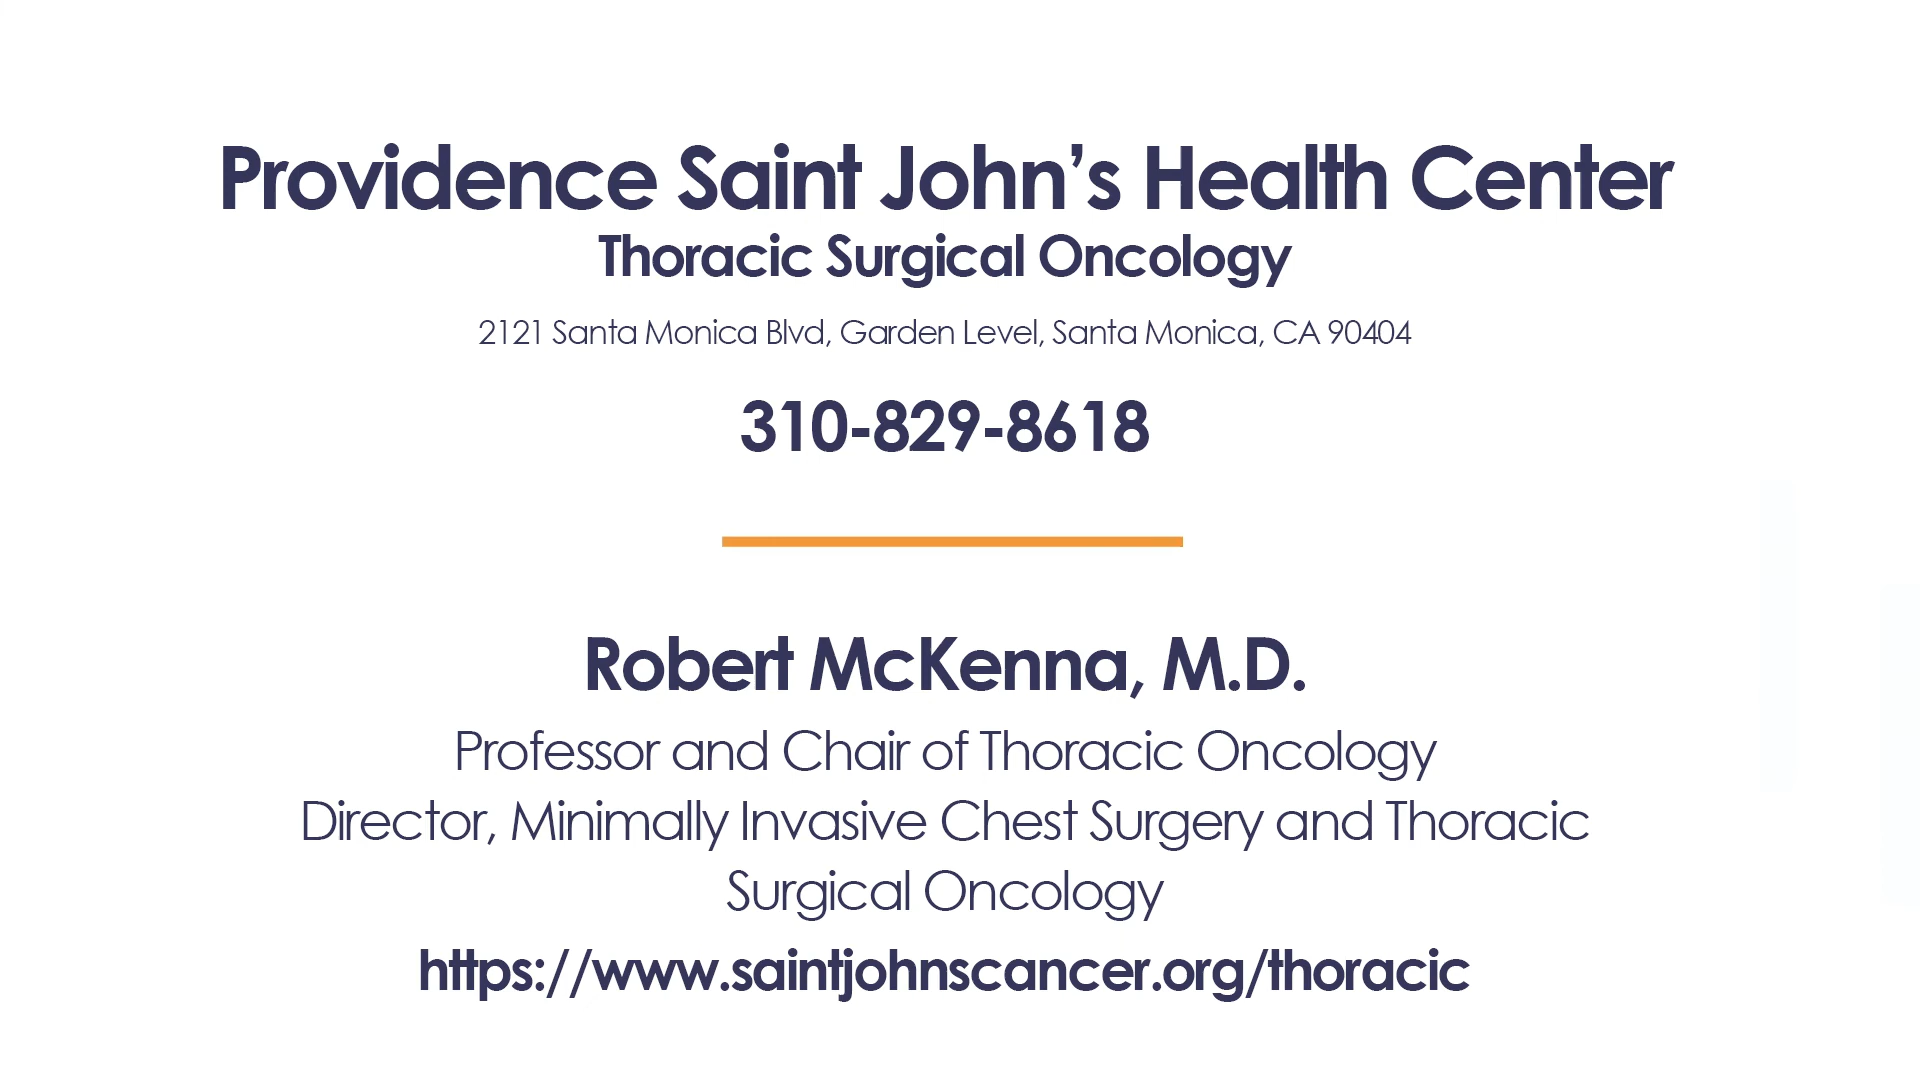 Providence Saint John’s Health Center
Thoracic Surgical Oncology
2121 Santa Monica Blvd, Garden Level, Santa Monica, CA 90404
310-829-8618
Robert McKenna, M.D.
Professor and Chair of Thoracic Oncology
Director, Minimally Invasive Chest Surgery and Thoracic
Surgical Oncology
https://www.saintjohnscancer.org/thoracic